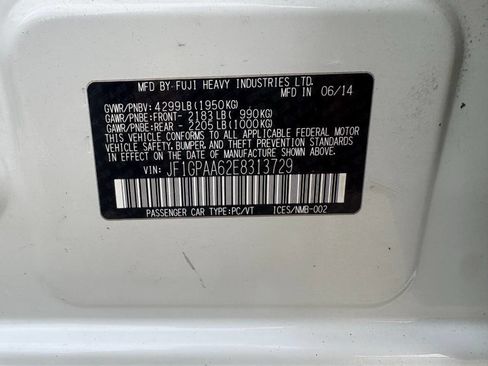 MFD BY-FUJI HEAVY INDUSTRIES LTD.
MFD IN 06/14
GVWR/PNBV: 4299LB(1950KG)
GAWR/PNBE:FRONT- 2183LB( 990KG)
GAWR/PNBE:REAR - 2205LB(1000KG)
THIS VEHICLE CONFORMS TO ALL APPLICABLE FEDERAL MOTOR
VEHICLE SAFETY, BUMPER, AND THEFT PREVENTION STANDARDS
IN EFFECT ON THE DATE OF MANUFACTURE SHOWN ABOVE.
VIN: JF1GPAA62E8313729
PASSENGER CAR TYPE:PC/VT ICES/NMB-002